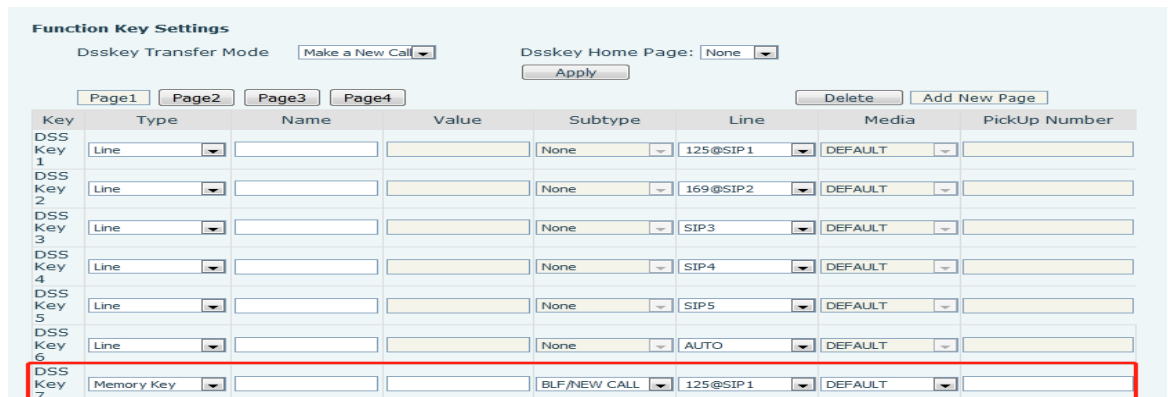 Function Key Settings
Dsskey Transfer Mode Make a New Call Dsskey Home Page: None
Apply
Page1 Page2 Page3 Page4 Delete Add New Page
Key Type Name Value Subtype Line Media PickUp Number
DSS Key 1 Line None 125@SIP1 DEFAULT
DSS Key 2 Line None 169@SIP2 DEFAULT
DSS Key 3 Line None SIP3 DEFAULT
DSS Key 4 Line None SIP4 DEFAULT
DSS Key 5 Line None SIP5 DEFAULT
DSS Key 6 Line None AUTO DEFAULT
DSS Key 7 Memory Key BLF/NEW CALL 125@SIP1 DEFAULT